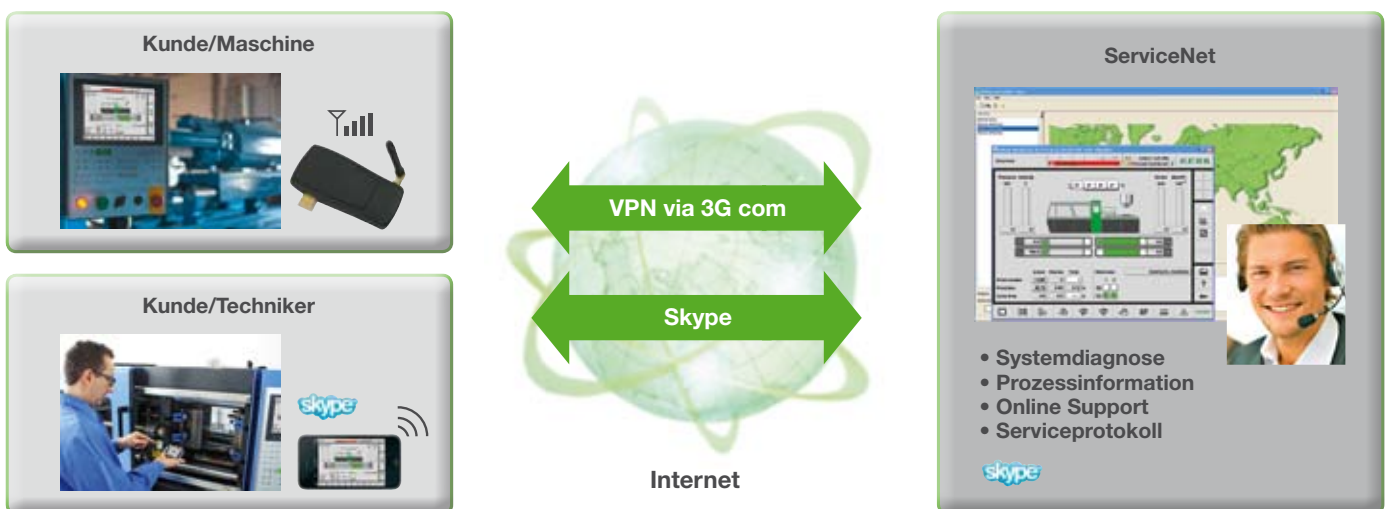 Kunde/Maschine
Kunde/Techniker
skype
VPN via 3G com
Skype
Internet
ServiceNet
• Systemdiagnose
• Prozessinformation
• Online Support
• Serviceprotokoll
skype